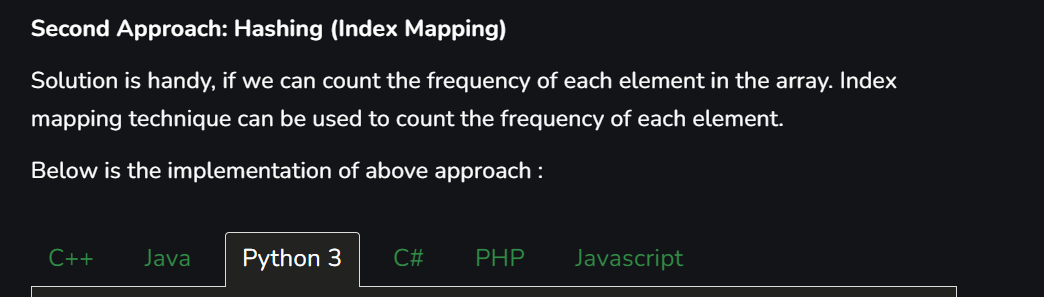 Second Approach: Hashing (Index Mapping)
Solution is handy, if we can count the frequency of each element in the array. Index
mapping technique can be used to count the frequency of each element.
Below is the implementation of above approach :
C++ Java Python 3 C# PHP Javascript